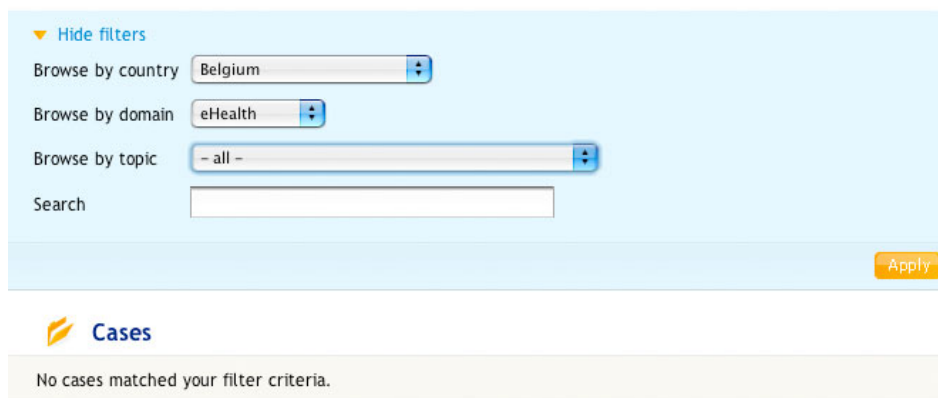 Hide filters
Browse by country Belgium
Browse by domain eHealth
Browse by topic – all –
Search
Apply
Cases
No cases matched your filter criteria.